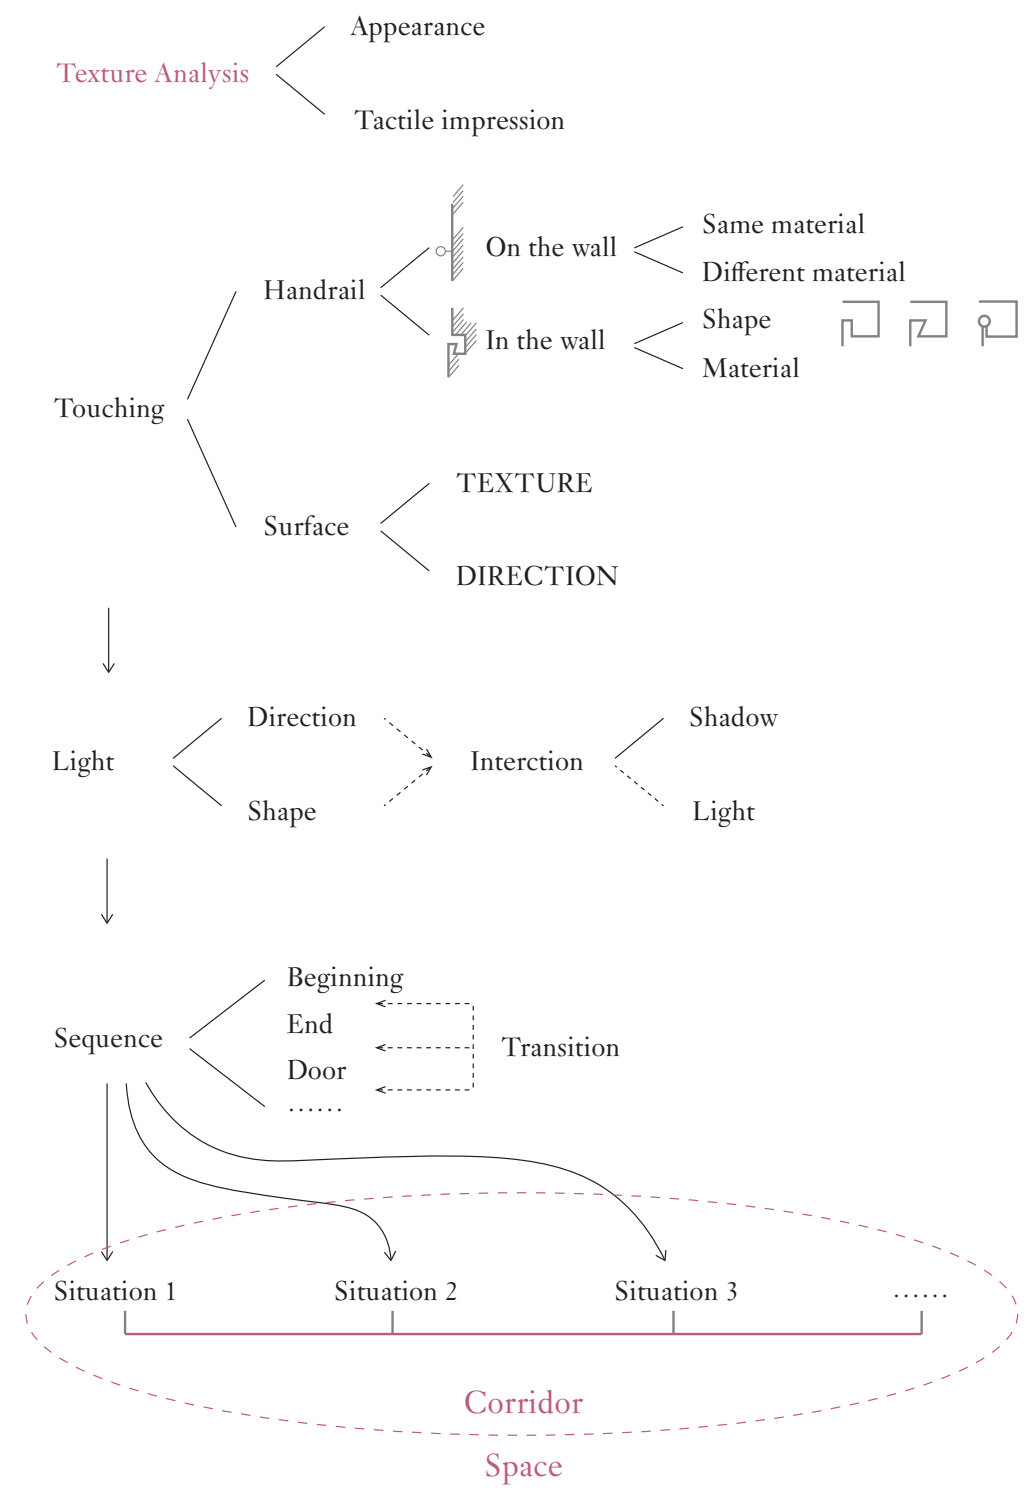 Appearance
Texture Analysis
Tactile impression
Same material
On the wall
Different material
Handrail
Shape
In the wall
Material
Touching
TEXTURE
Surface
DIRECTION
Direction
Shadow
Light
Interction
Shape
Light
Beginning
End
Sequence
Transition
Door
......
Situation 1
Situation 2
Situation 3
......
Corridor
Space